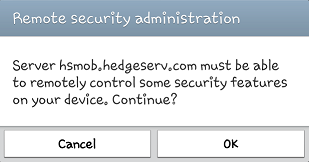 Remote security administration
Server hsmob.hedgeserv.com must be able
to remotely control some security features
on your device. Continue?
Cancel
OK